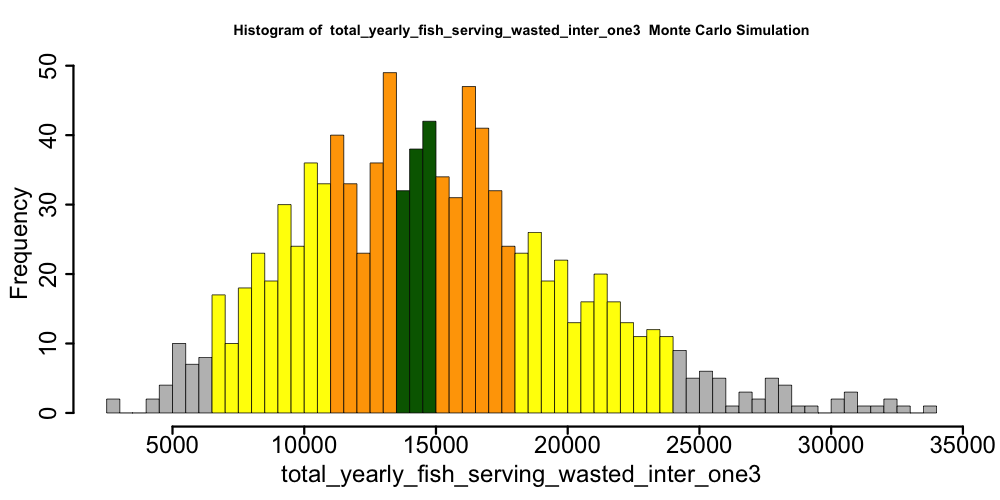 Histogram of  total_yearly_fish_serving_wasted_inter_one3  Monte Carlo Simulation
50
40
30
20
10
0
Frequency
5000 10000 15000 20000 25000 30000 35000
total_yearly_fish_serving_wasted_inter_one3